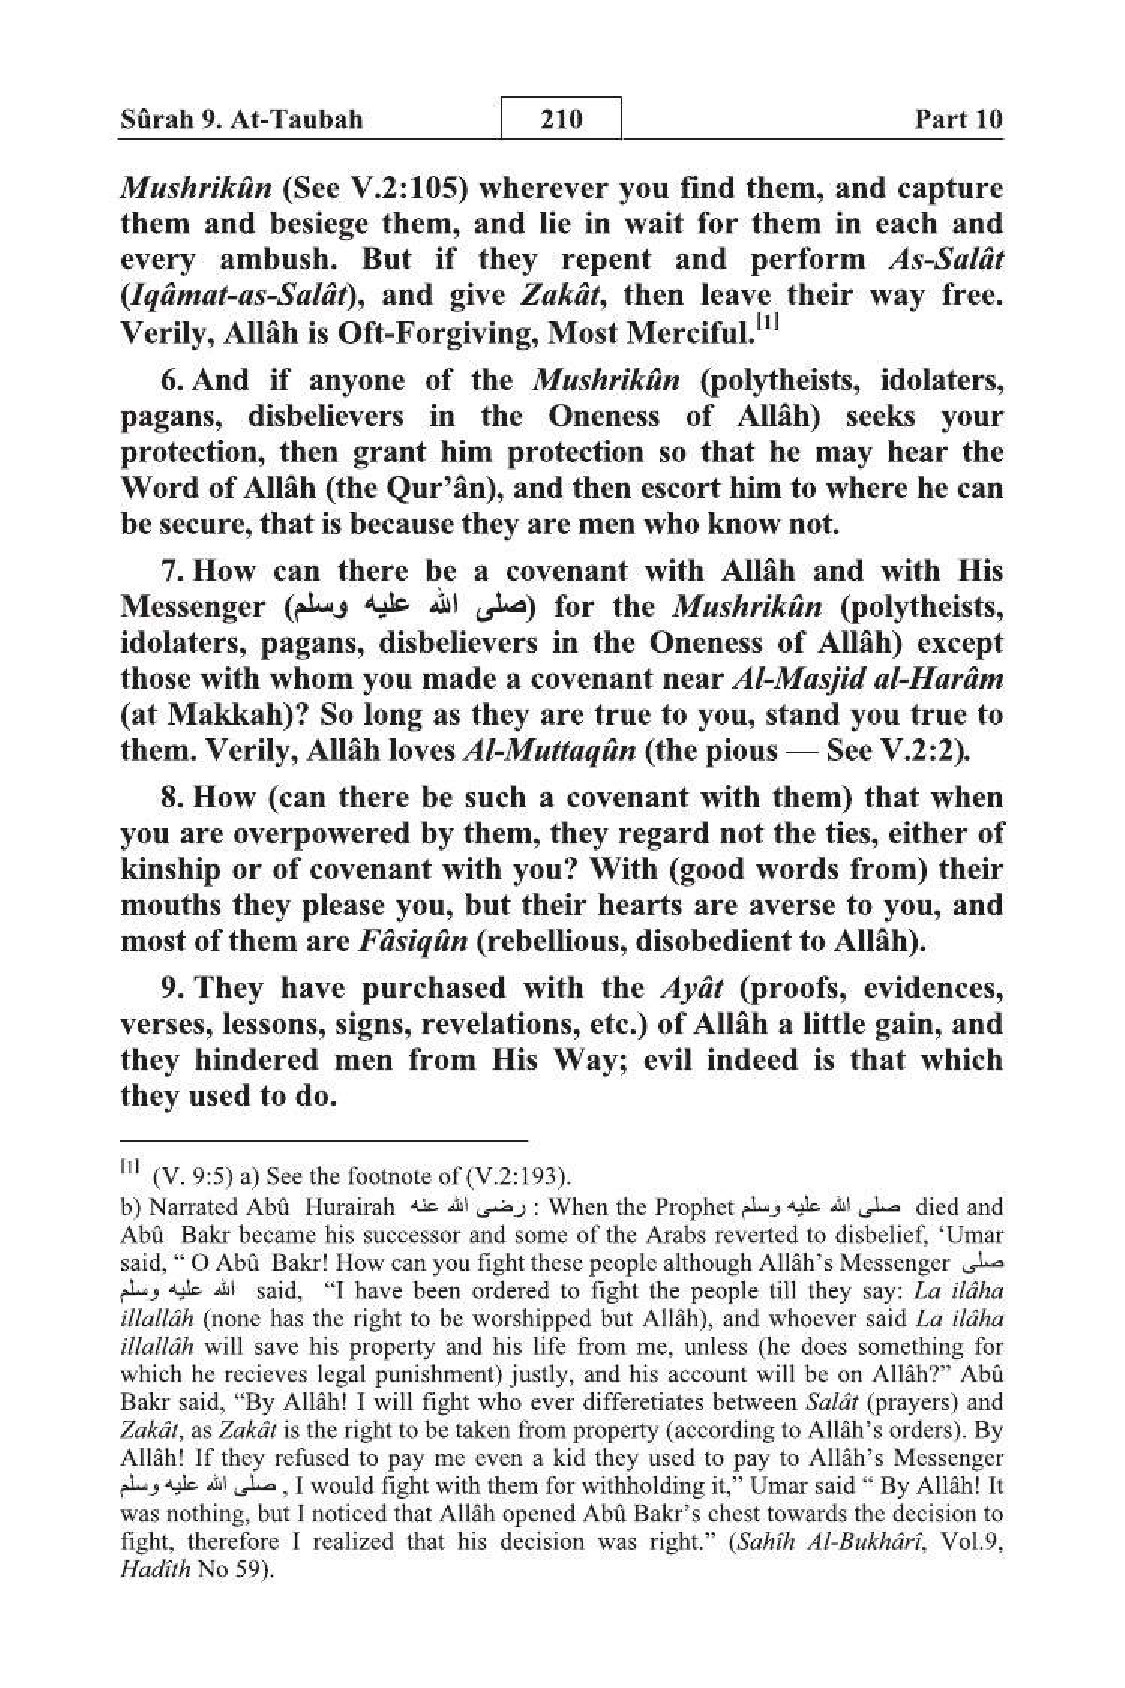 Sûrah 9. At-Taubah 210 Part 10
Mushrikûn (See V.2:105) wherever you find them, and capture
them and besiege them, and lie in wait for them in each and
every ambush. But if they repent and perform As-Salât
(Iqâmat-as-Salât), and give Zakât, then leave their way free.
Verily, Allâh is Oft-Forgiving, Most Merciful.[1]
6. And if anyone of the Mushrikûn (polytheists, idolaters,
pagans, disbelievers in the Oneness of Allâh) seeks your
protection, then grant him protection so that he may hear the
Word of Allâh (the Qur’ân), and then escort him to where he can
be secure, that is because they are men who know not.
7. How can there be a covenant with Allâh and with His
Messenger (صلى الله عليه وسلم) for the Mushrikûn (polytheists,
idolaters, pagans, disbelievers in the Oneness of Allâh) except
those with whom you made a covenant near Al-Masjid al-Harâm
(at Makkah)? So long as they are true to you, stand you true to
them. Verily, Allâh loves Al-Muttaqûn (the pious — See V.2:2).
8. How (can there be such a covenant with them) that when
you are overpowered by them, they regard not the ties, either of
kinship or of covenant with you? With (good words from) their
mouths they please you, but their hearts are averse to you, and
most of them are Fâsiqûn (rebellious, disobedient to Allâh).
9. They have purchased with the Ayât (proofs, evidences,
verses, lessons, signs, revelations, etc.) of Allâh a little gain, and
they hindered men from His Way; evil indeed is that which
they used to do.
[1] (V. 9:5) a) See the footnote of (V.2:193).
b) Narrated Abû Hurairah رضى الله عنه : When the Prophet صلى الله عليه وسلم died and
Abû Bakr became his successor and some of the Arabs reverted to disbelief, ‘Umar
said, “ O Abû Bakr! How can you fight these people although Allâh’s Messenger صلى
الله عليه وسلم said, “I have been ordered to fight the people till they say: La ilâha
illallâh (none has the right to be worshipped but Allâh), and whoever said La ilâha
illallâh will save his property and his life from me, unless (he does something for
which he recieves legal punishment) justly, and his account will be on Allâh?” Abû
Bakr said, “By Allâh! I will fight who ever differetiates between Salât (prayers) and
Zakât, as Zakât is the right to be taken from property (according to Allâh’s orders). By
Allâh! If they refused to pay me even a kid they used to pay to Allâh’s Messenger
صلى الله عليه وسلم , I would fight with them for withholding it,” Umar said “ By Allâh! It
was nothing, but I noticed that Allâh opened Abû Bakr’s chest towards the decision to
fight, therefore I realized that his decision was right.” (Sahîh Al-Bukhârî, Vol.9,
Hadîth No 59).